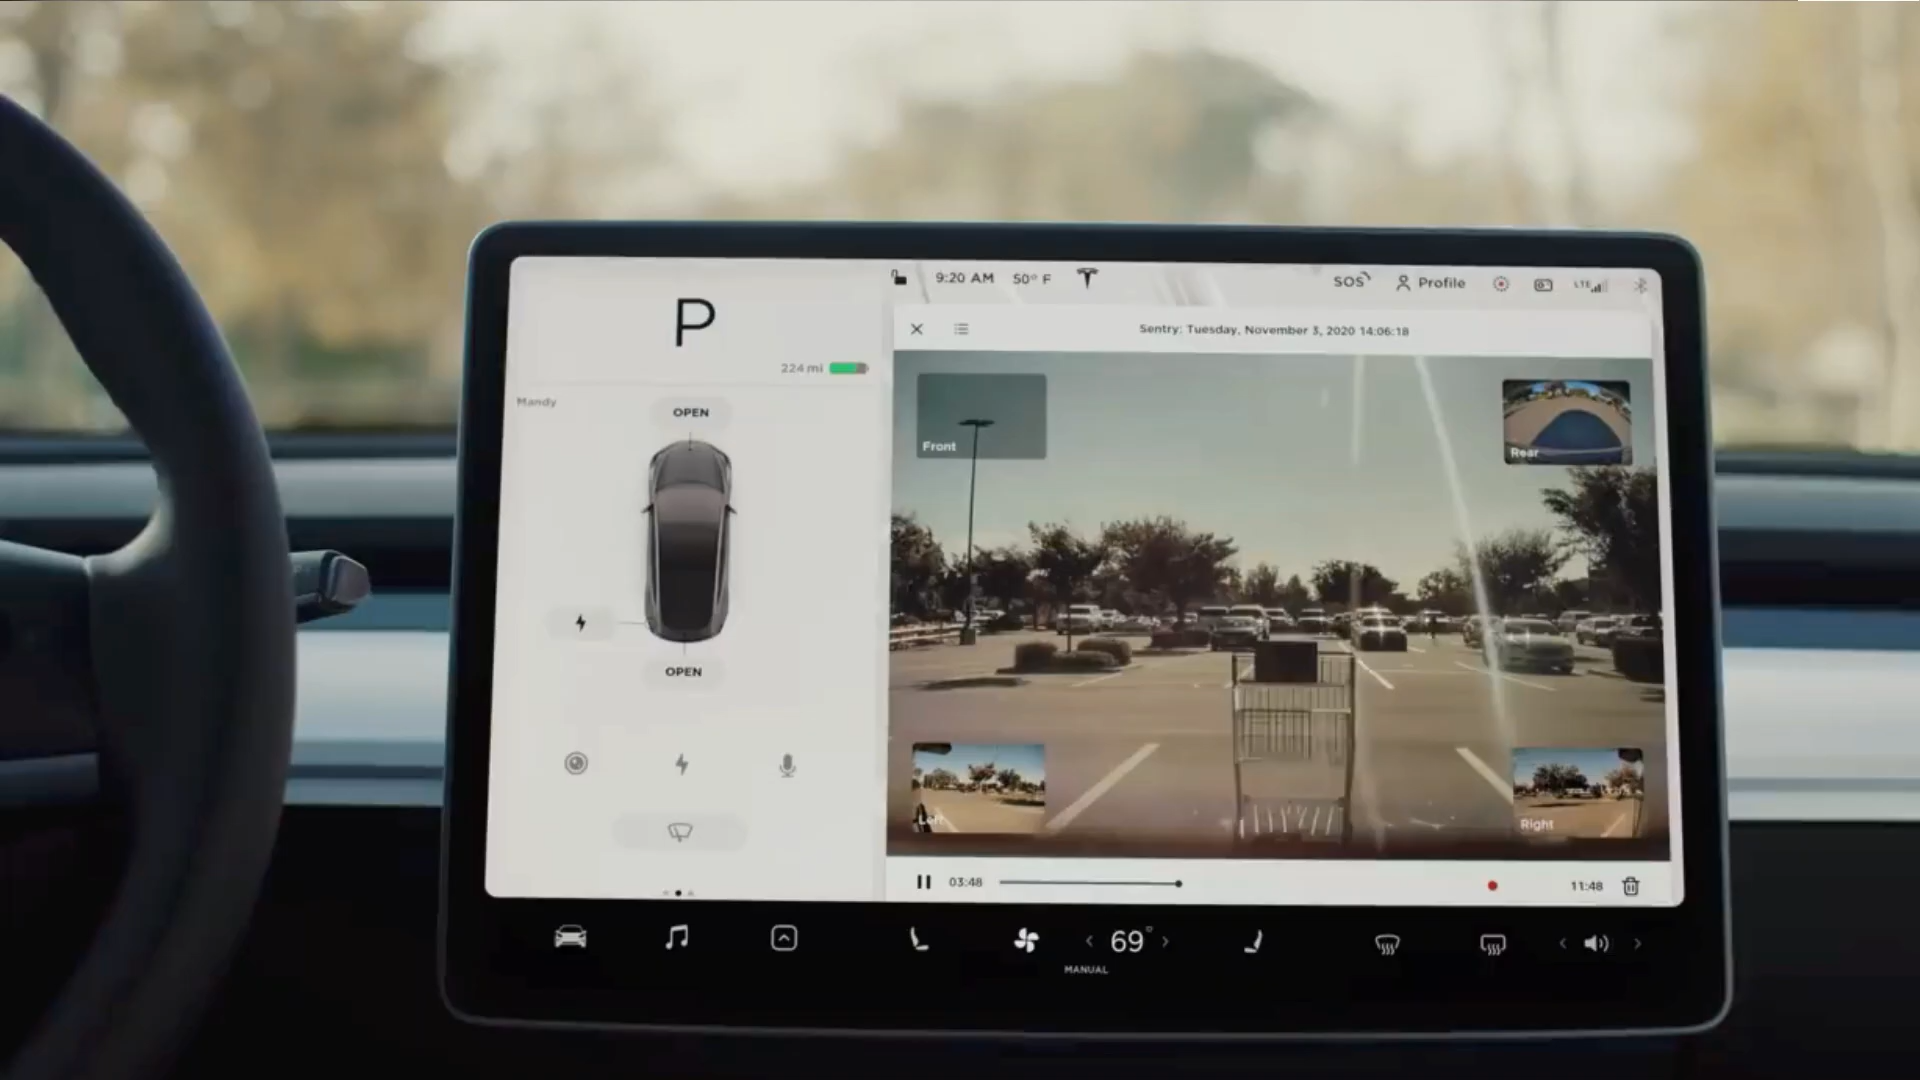 P
224 mi
Mandy
OPEN
OPEN
9:20 AM 50° F
SOS Profile LTE
Sentry: Tuesday, November 3, 2020 14:06:18
Front
Rear
Left
Right
03:48
11:48
69°
MANUAL